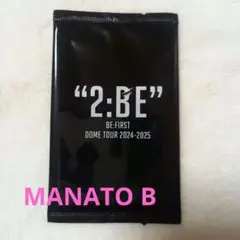 "2:BE"
BE:FIRST
DOME TOUR 2024-2025
MANATO B